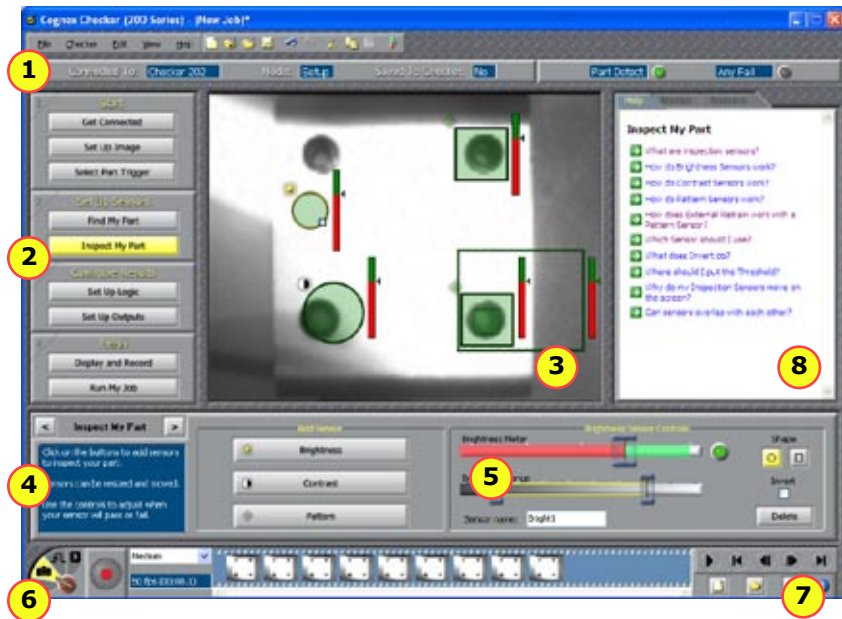 Cognex Checker (200 Series) - (New Job)*
File Checker Edit View Help
1
Connected To: Checker 202 Mode: Setup Saved To Checker: No Part Detect Any Fail
Start
Get Connected
Set Up Image
Select Part Trigger
Set Up Sensors
Find My Part
2
Inspect My Part
Configure Results
Set Up Logic
Set Up Outputs
4
Display and Record
Run My Job
3
Help
Inspect My Part
What are inspection sensors?
How do Brightness Sensors work?
How do Contrast Sensors work?
How do Pattern Sensors work?
How does External Retrain work with a
Pattern Sensor?
Which Sensor should I use?
What does Invert do?
Where should I put the Threshold?
Why do my Inspection Sensors move on
the screen?
Can sensors overlap with each other?
8
< Inspect My Part >
Click on the buttons to add sensors
to inspect your part.
Sensors can be resized and moved.
Use the controls to adjust when
your sensor will pass or fail.
4
Add Sensor
Brightness
Contrast
Pattern
Brightness Sensor Controls
Brightness Meter
5
Sensor name: Bright1
Shape
Invert
Delete
6
Medium
50 fps
7